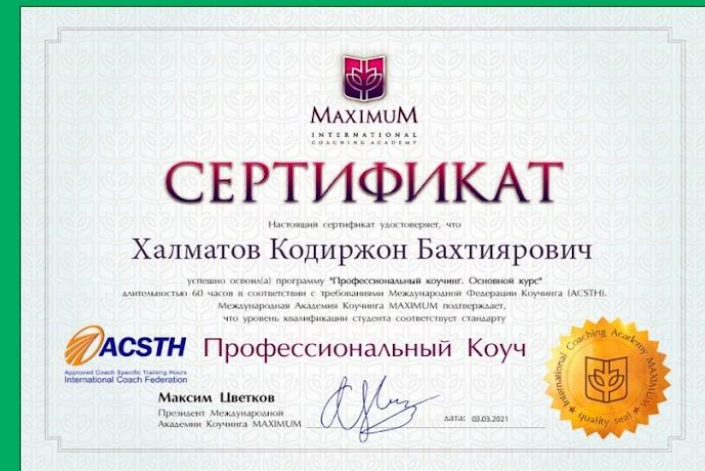 MAXIMUM
INTERNATIONAL
COACHING ACADEMY
СЕРТИФИКАТ
Настоящий сертификат удостоверяет, что
Халматов Кодиржон Бахтиярович
успешно освоил(а) программу "Профессиональный коучинг. Основной курс"
длительностью 60 часов в соответствии с требованиями Международной Федерации Коучинга (ACSTH).
Международная Академия Коучинга MAXIMUM подтверждает,
что уровень квалификации студента соответствует стандарту
ACSTH
Approved Coach Specific Training Hours
International Coach Federation
Профессиональный Коуч
Максим Цветков
Президент Международной
Академии Коучинга MAXIMUM
дата: 03.03.2021
International Coaching Academy MAXIMUM
quality seal